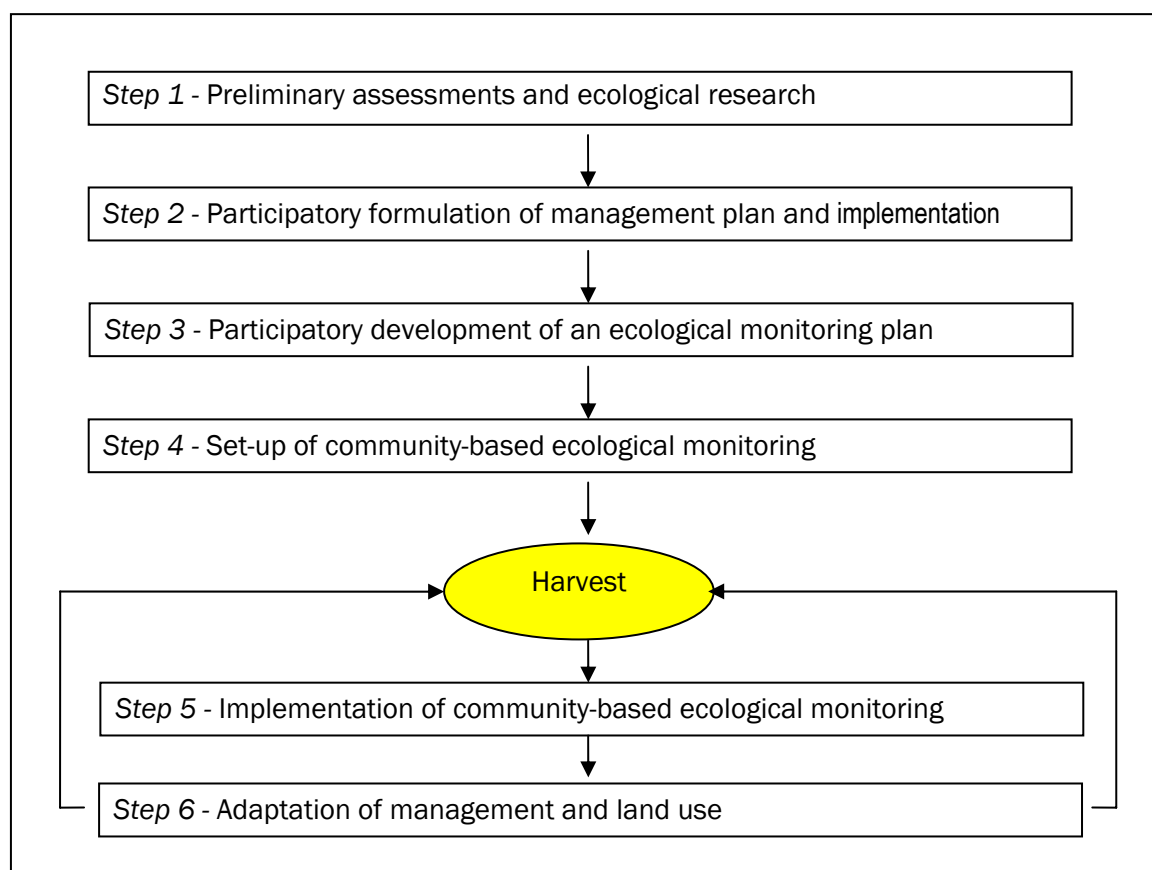 Step 1 - Preliminary assessments and ecological research
Step 2 - Participatory formulation of management plan and implementation
Step 3 - Participatory development of an ecological monitoring plan
Step 4 - Set-up of community-based ecological monitoring
Harvest
Step 5 - Implementation of community-based ecological monitoring
Step 6 - Adaptation of management and land use